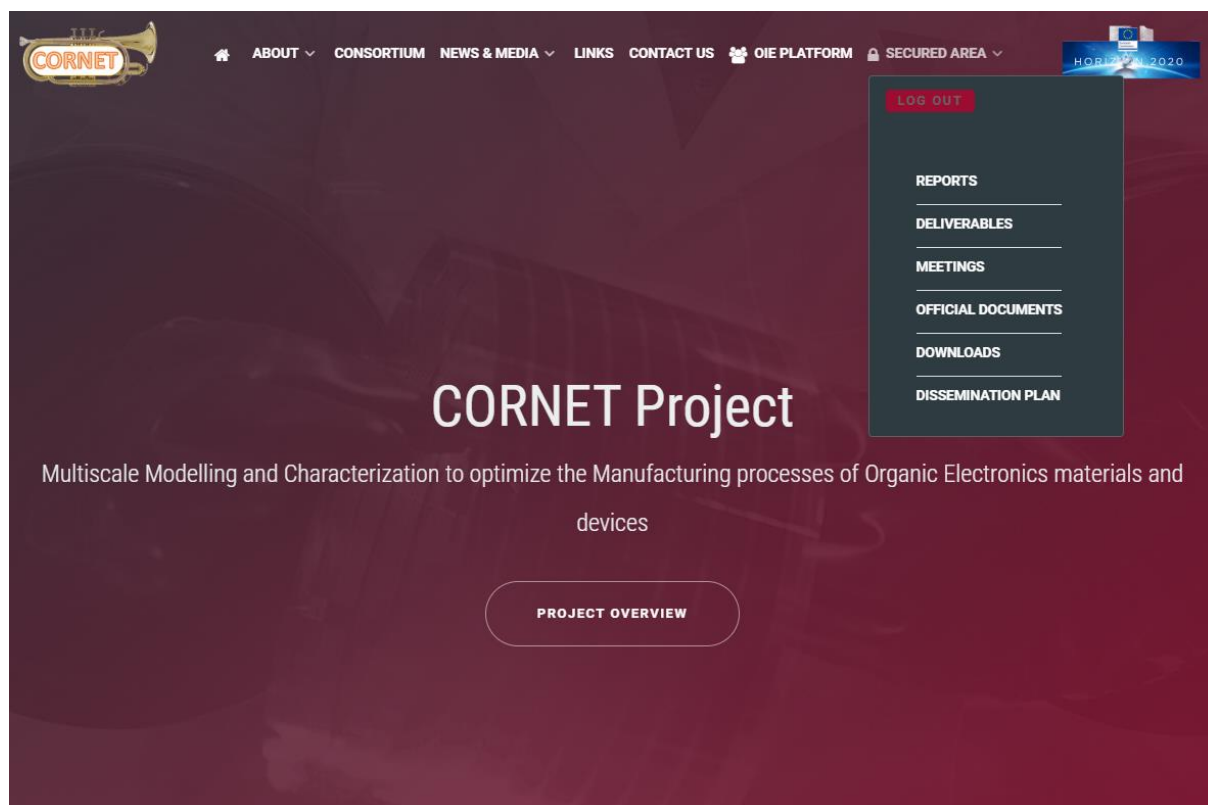 CORNET
ABOUT
CONSORTIUM
NEWS & MEDIA
LINKS
CONTACT US
OIE PLATFORM
SECURED AREA
HORIZON 2020
LOG OUT
REPORTS
DELIVERABLES
MEETINGS
OFFICIAL DOCUMENTS
DOWNLOADS
DISSEMINATION PLAN
CORNET Project
Multiscale Modelling and Characterization to optimize the Manufacturing processes of Organic Electronics materials and
devices
PROJECT OVERVIEW